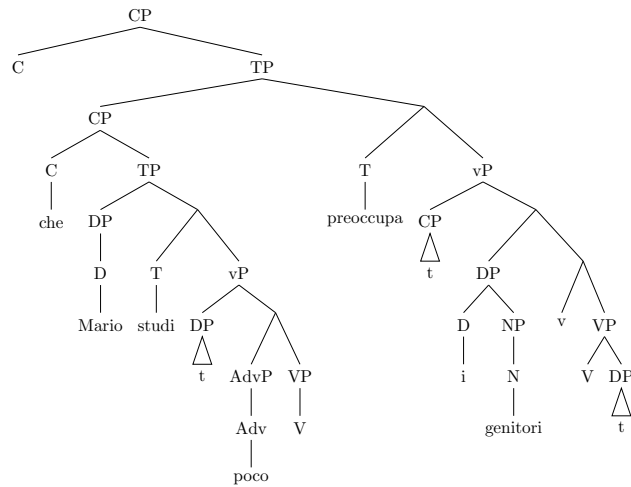 CP
C TP
CP
C TP T vP
che DP preoccupa CP
D T vP t DP
Mario studi DP D NP v VP
t AdvP VP i N V DP
Adv V genitori t
poco